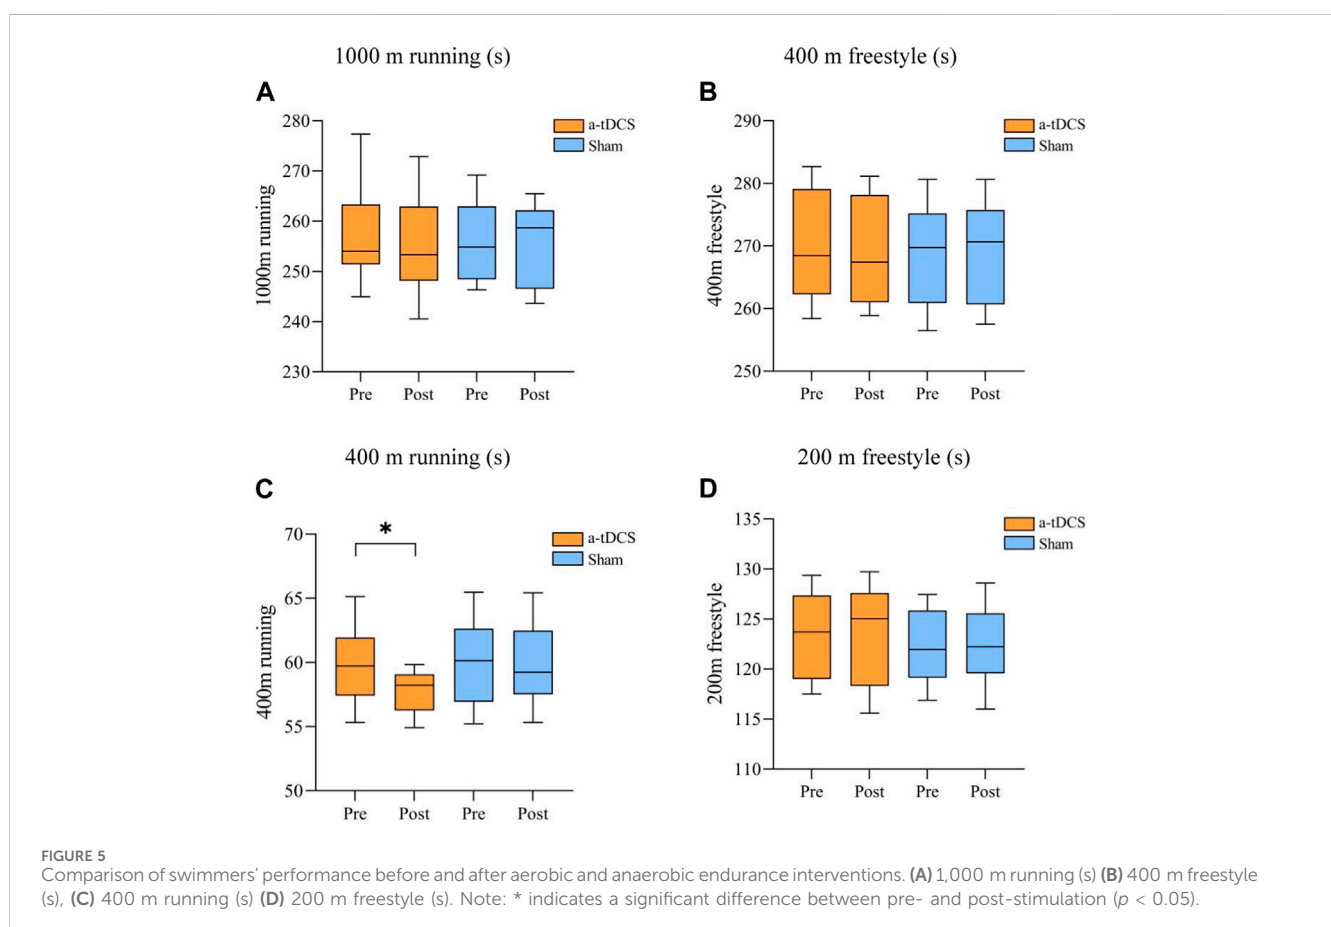 1000 m running (s)
A
a-tDCS
Sham
1000m running
280
270
260
250
240
230
Pre Post Pre Post
400 m freestyle (s)
B
a-tDCS
Sham
400m freestyle
290
280
270
260
250
Pre Post Pre Post
400 m running (s)
C
a-tDCS
Sham
*
400m running
70
65
60
55
50
Pre Post Pre Post
200 m freestyle (s)
D
a-tDCS
Sham
200m freestyle
135
130
125
120
115
110
Pre Post Pre Post
FIGURE 5
Comparison of swimmers' performance before and after aerobic and anaerobic endurance interventions. (A) 1,000 m running (s) (B) 400 m freestyle
(s), (C) 400 m running (s) (D) 200 m freestyle (s). Note: * indicates a significant difference between pre- and post-stimulation (p < 0.05).